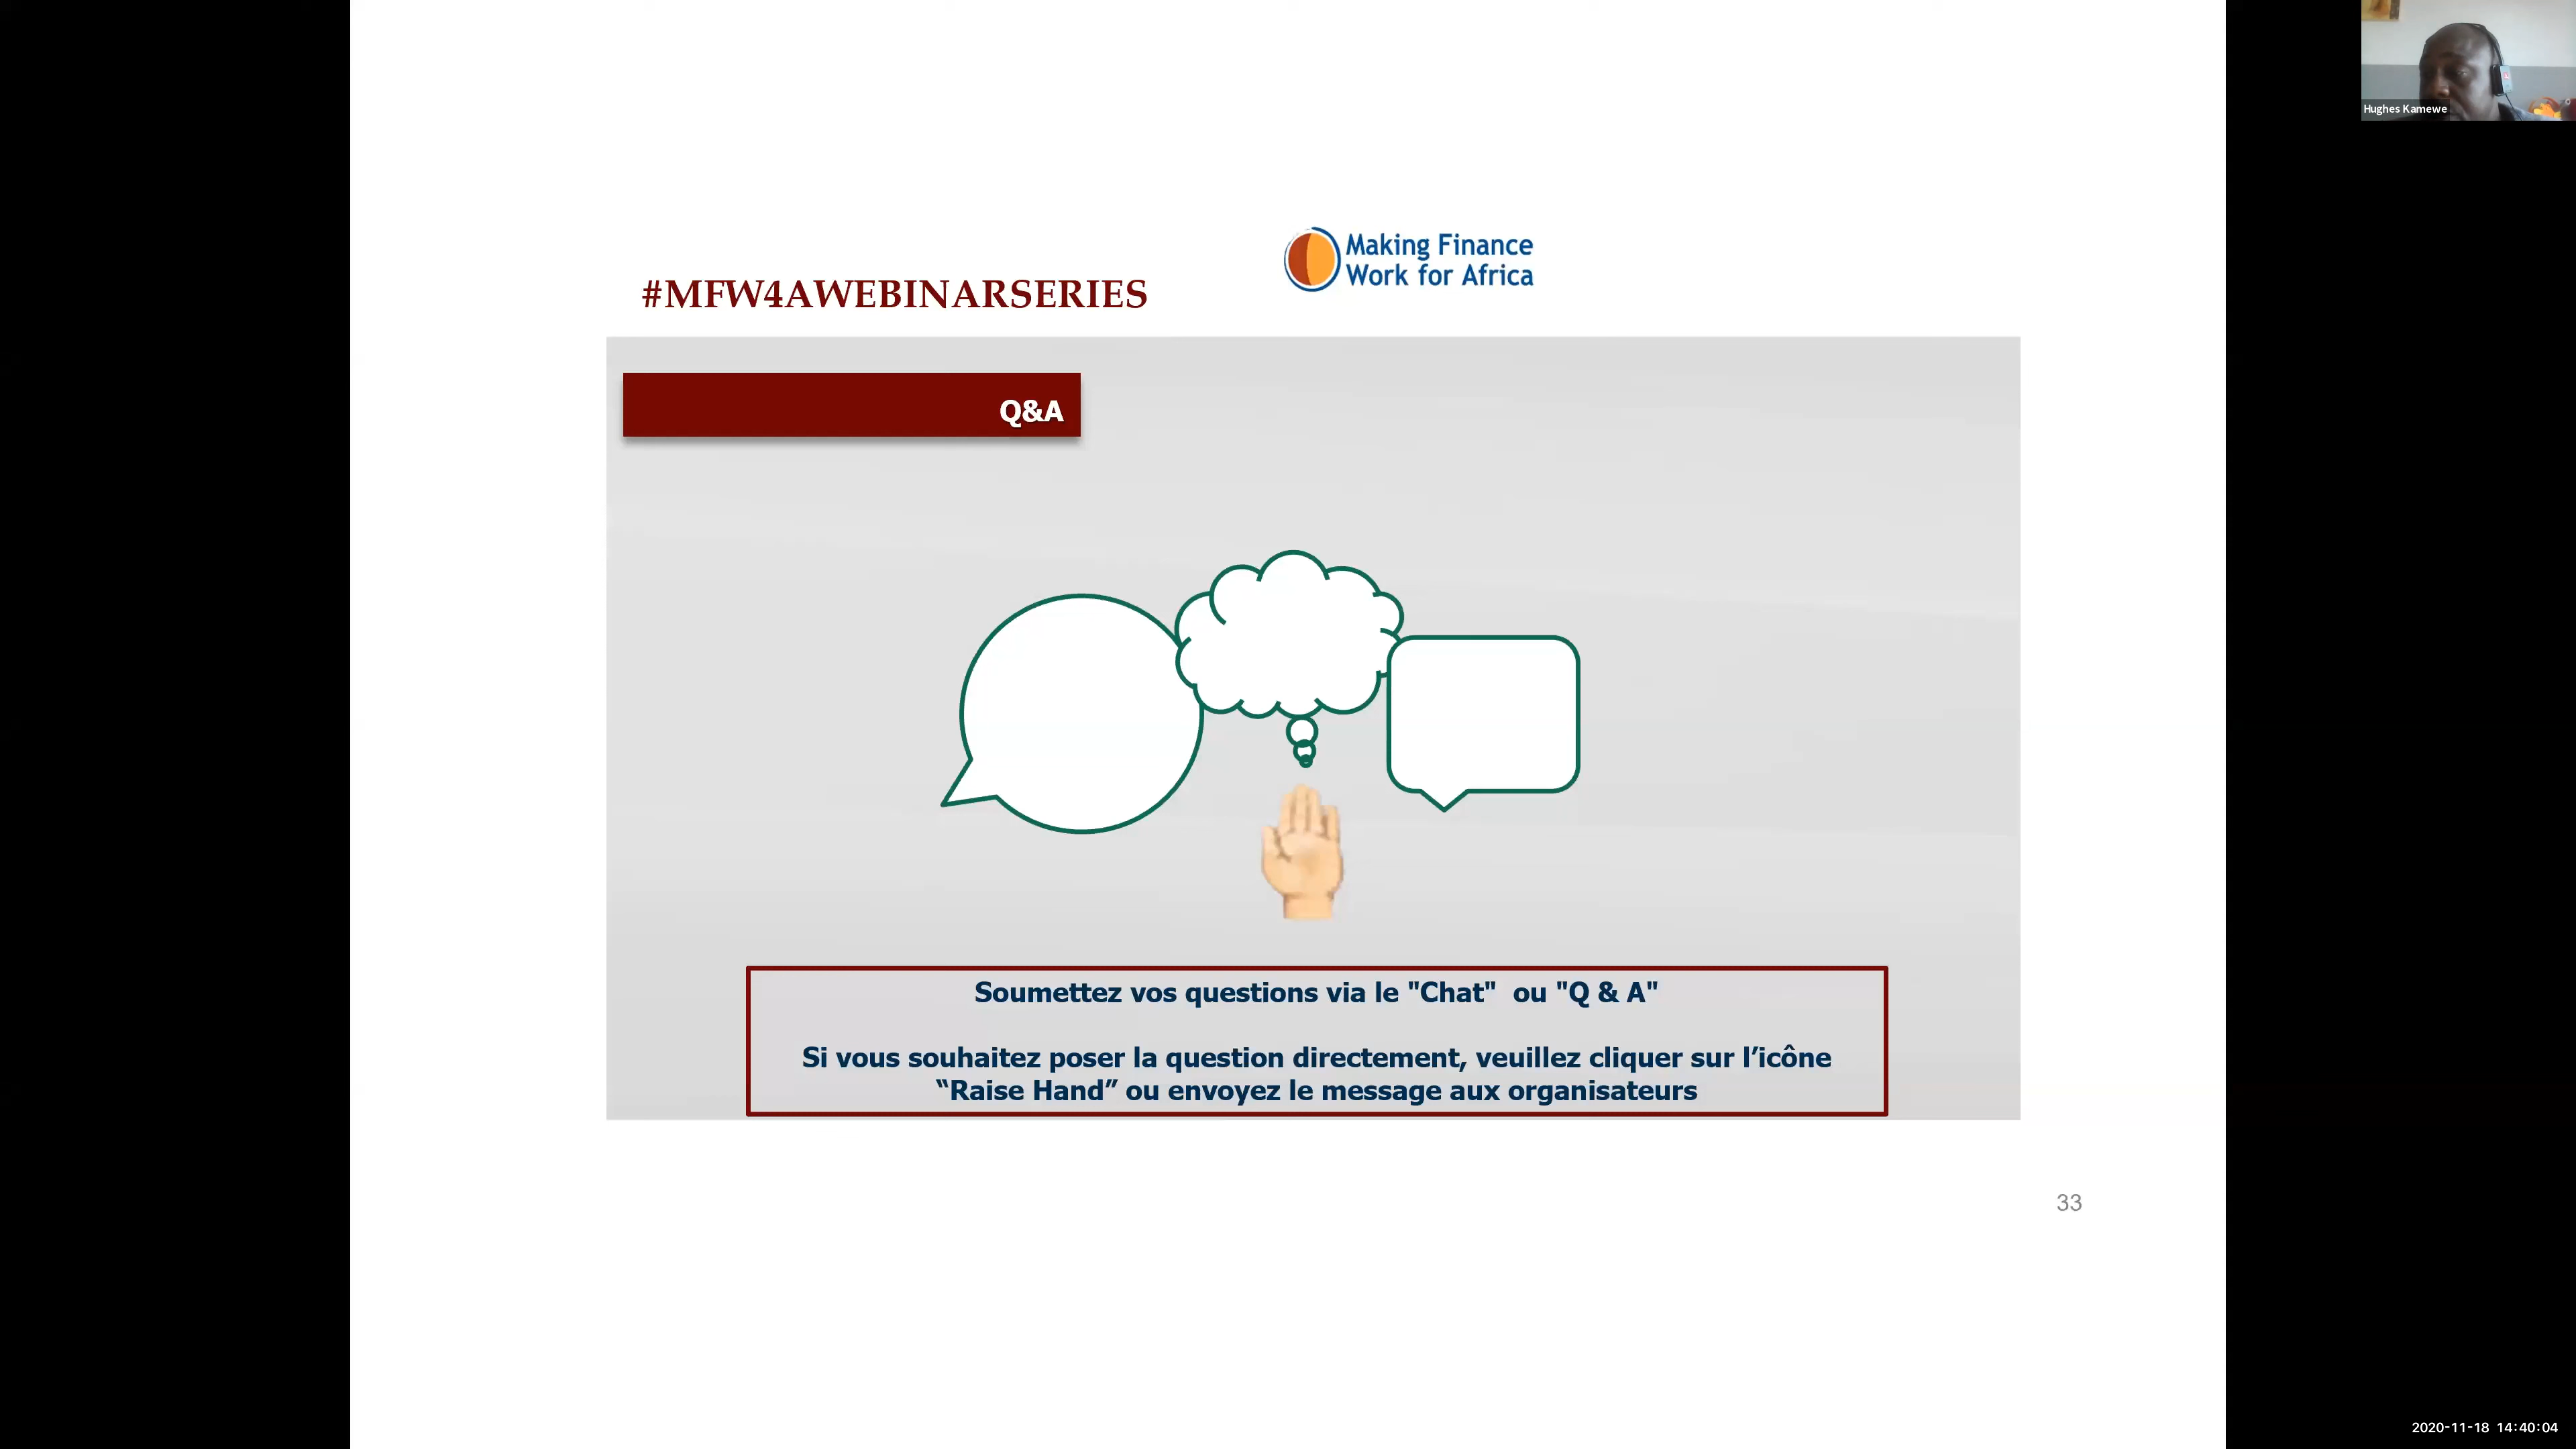 Hughes Kamewe
Making Finance
Work for Africa
#MFW4AWEBINARSERIES
Q&A
Soumettez vos questions via le "Chat"  ou "Q & A"
Si vous souhaitez poser la question directement, veuillez cliquer sur l’icône
“Raise Hand” ou envoyez le message aux organisateurs
33
2020-11-18 14:40:04